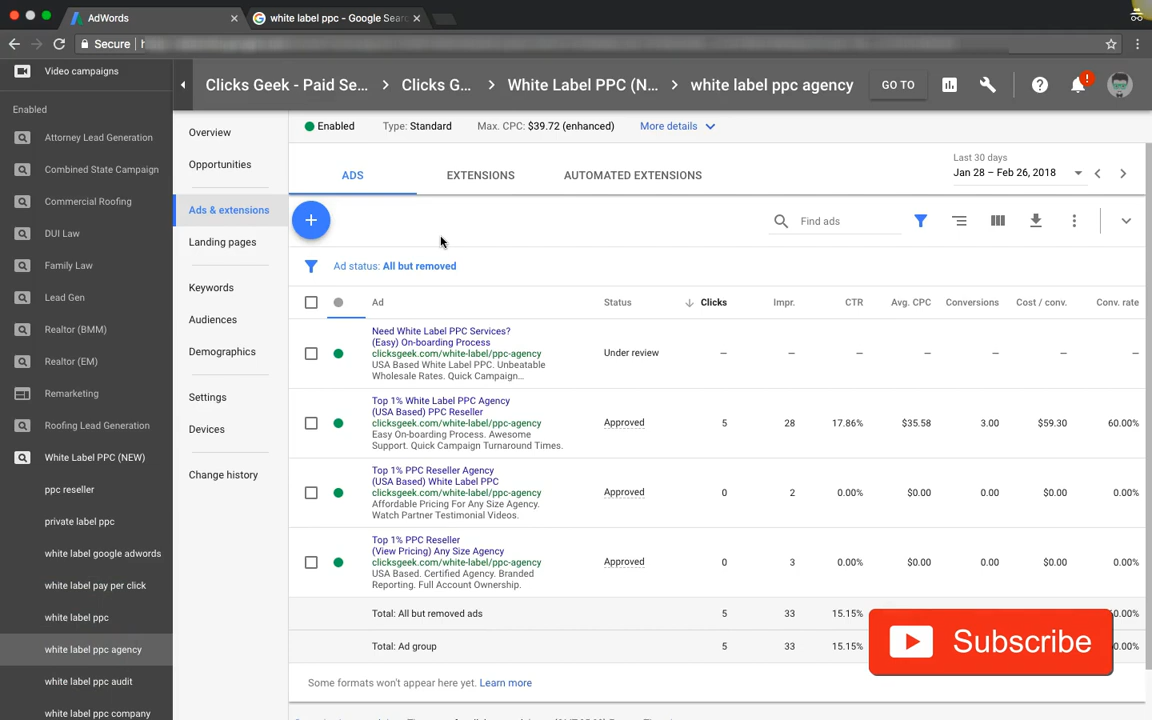 AdWords
white label ppc - Google Sear
Secure
Video campaigns
Clicks Geek - Paid Se...
Clicks G...
White Label PPC (N...
white label ppc agency
GO TO
!
Enabled
Attorney Lead Generation
Combined State Campaign
Commercial Roofing
DUI Law
Family Law
Lead Gen
Realtor (BMM)
Realtor (EM)
Remarketing
Roofing Lead Generation
White Label PPC (NEW)
ppc reseller
private label ppc
white label google adwords
white label pay per click
white label ppc
white label ppc agency
white label ppc audit
white label ppc company
Overview
Opportunities
Ads & extensions
Landing pages
Keywords
Audiences
Demographics
Settings
Devices
Change history
Enabled Type: Standard Max. CPC: $39.72 (enhanced) More details
ADS EXTENSIONS AUTOMATED EXTENSIONS
Last 30 days
Jan 28 – Feb 26, 2018
Find ads
Ad status: All but removed
Ad Status Clicks Impr. CTR Avg. CPC Conversions Cost / conv. Conv. rate
Need White Label PPC Services?
(Easy) On-boarding Process
clicksgeek.com/white-label/ppc-agency
USA Based White Label PPC. Unbeatable
Wholesale Rates. Quick Campaign...
Under review – – – – – – –
Top 1% White Label PPC Agency
(USA Based) PPC Reseller
clicksgeek.com/white-label/ppc-agency
Easy On-boarding Process. Awesome
Support. Quick Campaign Turnaround Times.
Approved 5 28 17.86% $35.58 3.00 $59.30 60.00%
Top 1% PPC Reseller Agency
(USA Based) White Label PPC
clicksgeek.com/white-label/ppc-agency
Affordable Pricing For Any Size Agency.
Watch Partner Testimonial Videos.
Approved 0 2 0.00% $0.00 0.00 $0.00 0.00%
Top 1% PPC Reseller
(View Pricing) Any Size Agency
clicksgeek.com/white-label/ppc-agency
USA Based. Certified Agency. Branded
Reporting. Full Account Ownership.
Approved 0 3 0.00% $0.00 0.00 $0.00 0.00%
Total: All but removed ads 5 33 15.15%
Total: Ad group 5 33 15.15%
Subscribe
Some formats won't appear here yet. Learn more